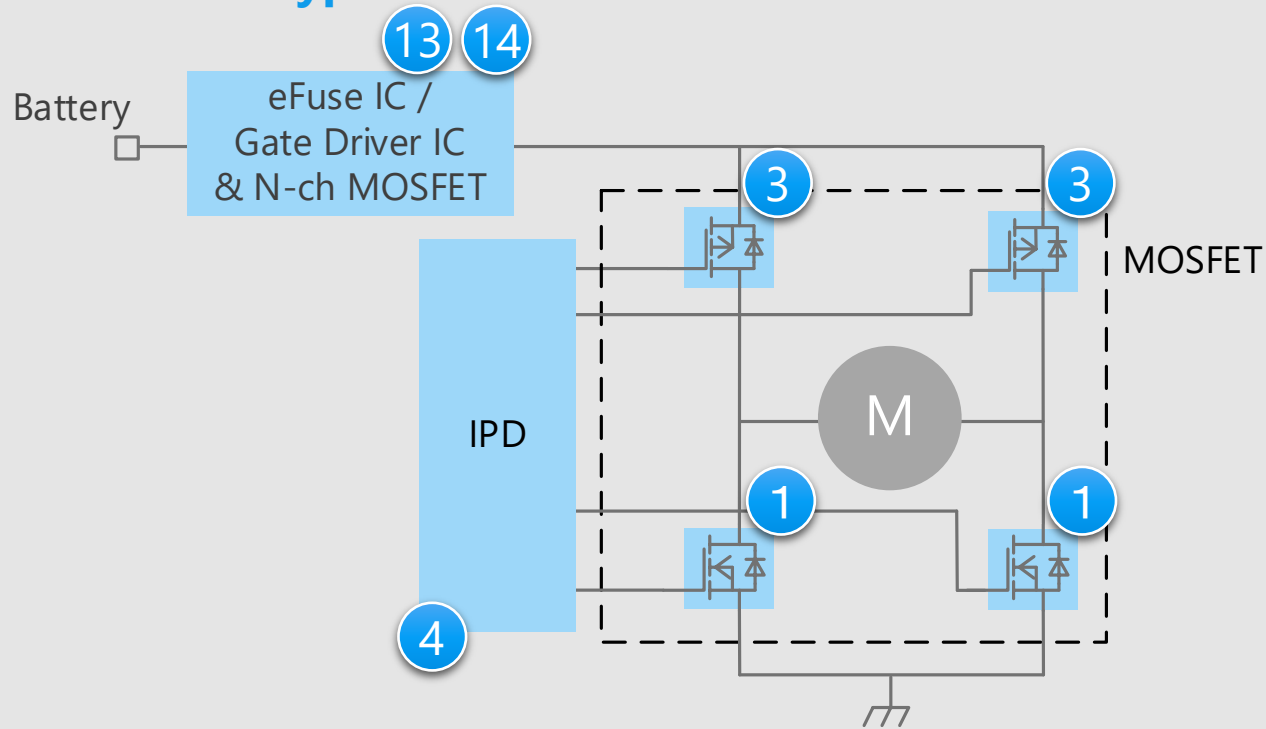 13
14
Battery
eFuse IC /
Gate Driver IC
& N-ch MOSFET
3
3
MOSFET
IPD
M
1
1
4